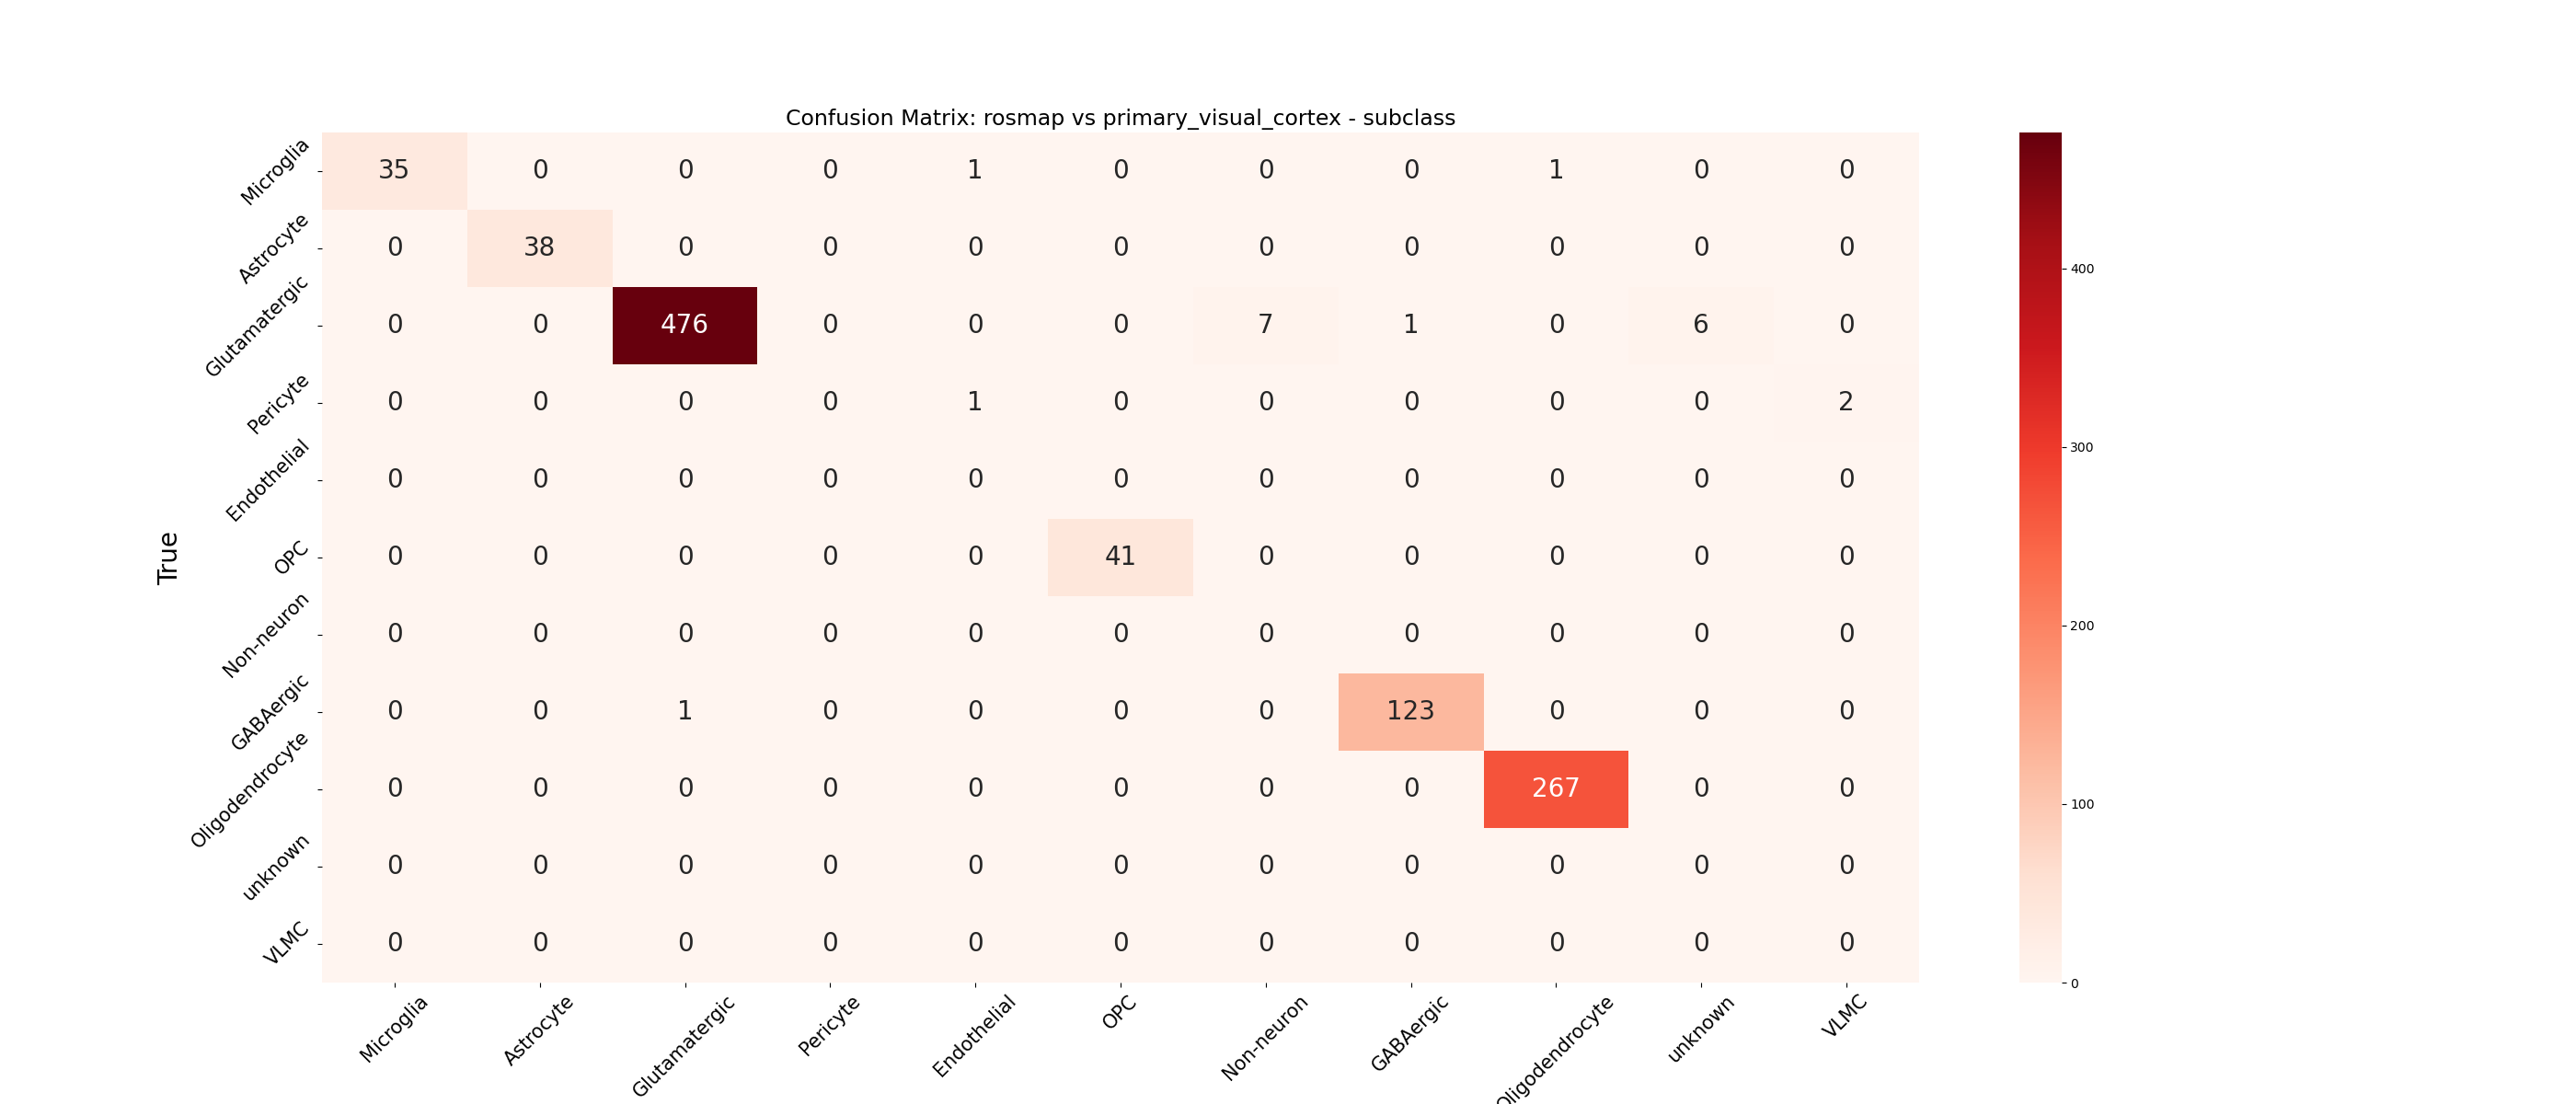 Confusion Matrix: rosmap vs primary_visual_cortex - subclass
True
Microglia 35 0 0 0 1 0 0 0 1 0 0
Astrocyte 0 38 0 0 0 0 0 0 0 0 0
Glutamatergic 0 0 476 0 0 0 7 1 0 6 0
Pericyte 0 0 0 0 1 0 0 0 0 0 2
Endothelial 0 0 0 0 0 0 0 0 0 0 0
OPC 0 0 0 0 0 41 0 0 0 0 0
Non-neuron 0 0 0 0 0 0 0 0 0 0 0
GABAergic 0 0 1 0 0 0 0 123 0 0 0
Oligodendrocyte 0 0 0 0 0 0 0 0 267 0 0
unknown 0 0 0 0 0 0 0 0 0 0 0
VLMC 0 0 0 0 0 0 0 0 0 0 0
Microglia Astrocyte Glutamatergic Pericyte Endothelial OPC Non-neuron GABAergic Oligodendrocyte unknown VLMC
400
300
200
100
0